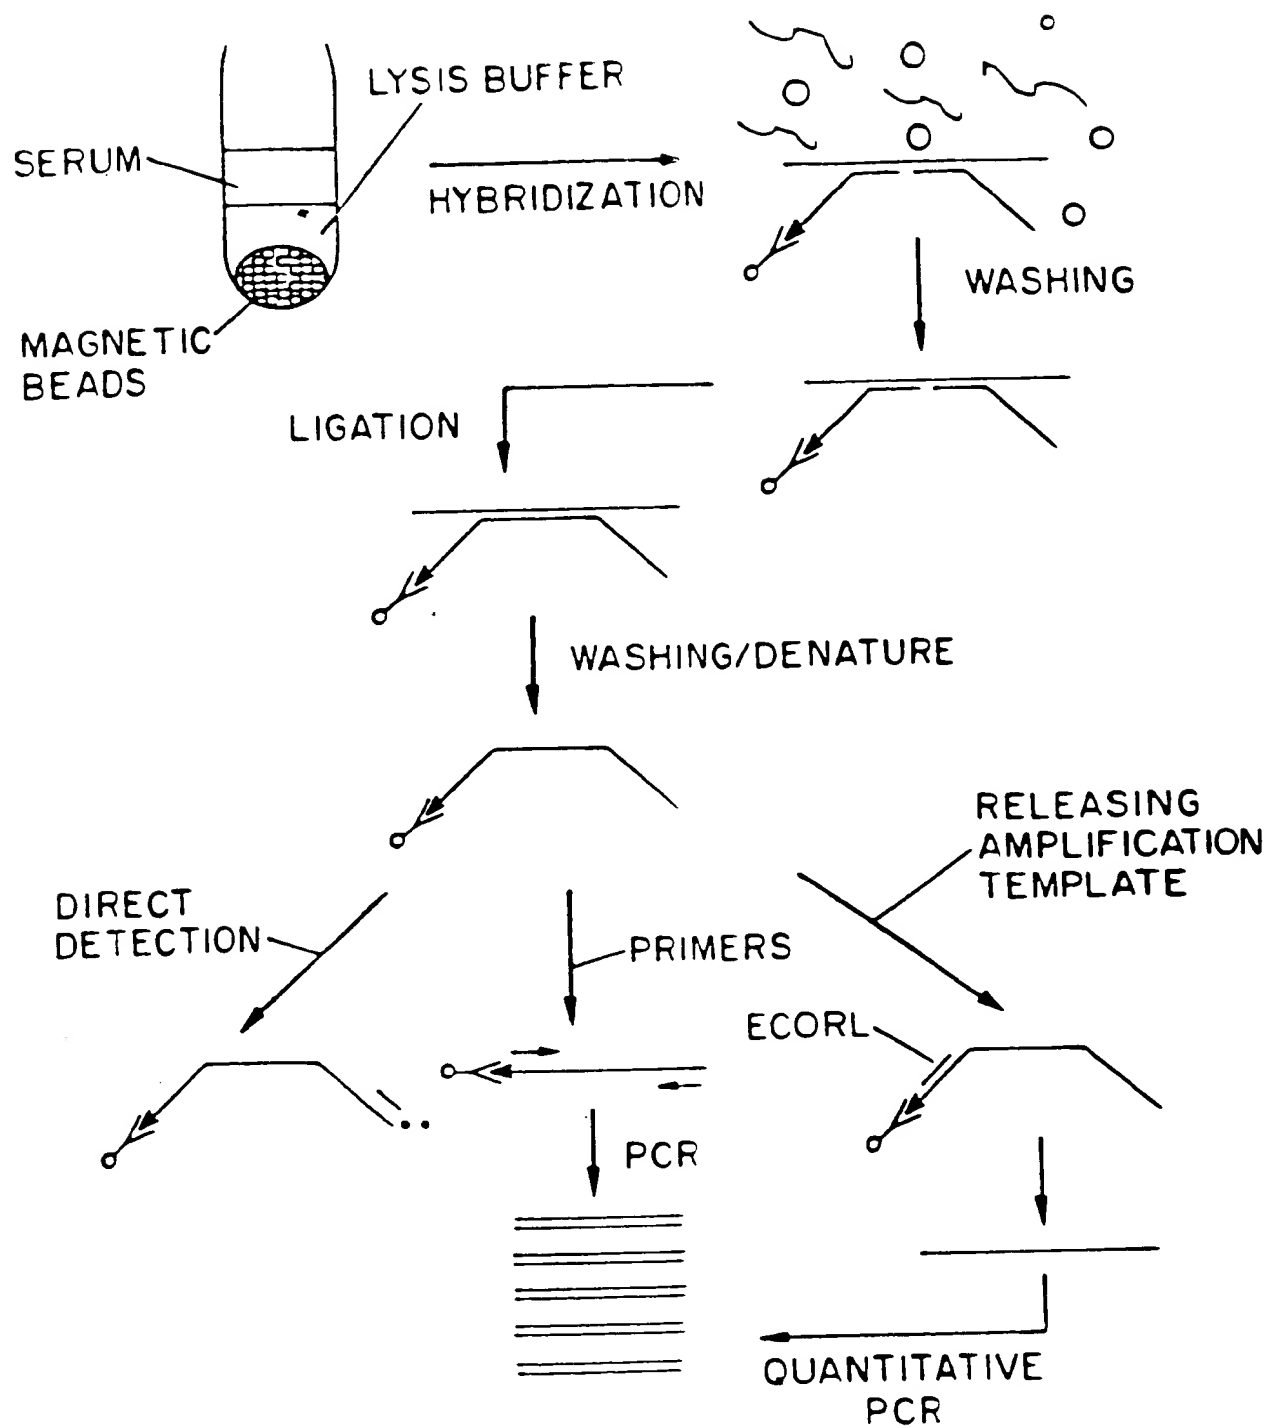 LYSIS BUFFER
SERUM
HYBRIDIZATION
MAGNETIC
BEADS
WASHING
LIGATION
WASHING/DENATURE
RELEASING
AMPLIFICATION
TEMPLATE
DIRECT
DETECTION
PRIMERS
ECORL
PCR
QUANTITATIVE
PCR